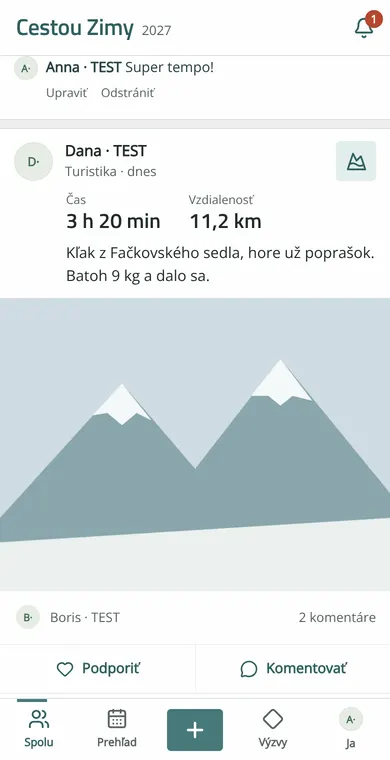 Cestou Zimy 2027
1
A· Anna · TEST Super tempo!
Upraviť Odstrániť
D· Dana · TEST
Turistika · dnes
Čas Vzdialenosť
3 h 20 min 11,2 km
Kľak z Fačkovského sedla, hore už poprašok.
Batoh 9 kg a dalo sa.
B· Boris · TEST 2 komentáre
Podporiť Komentovať
A·
Spolu Prehľad Výzvy Ja